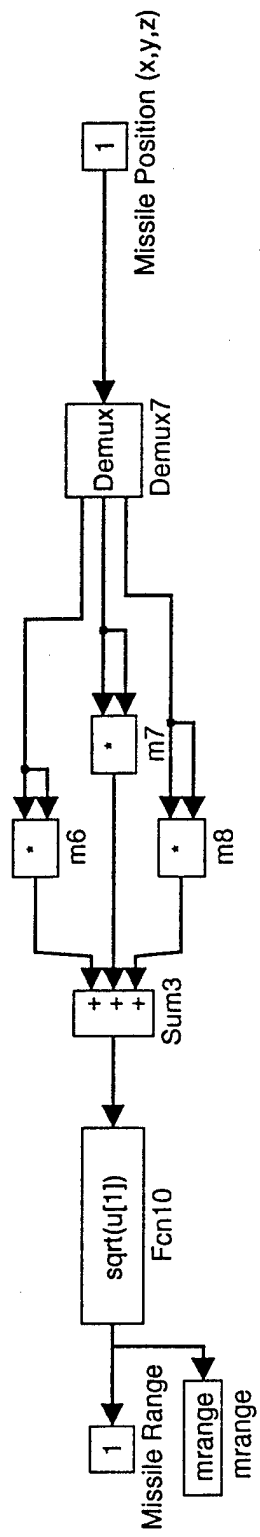 1
Missile Position (x,y,z)
Demux
Demux7
*
m6
*
m7
*
m8
+
+
+
Sum3
sqrt(u[1])
Fcn10
1
Missile Range
mrange
mrange